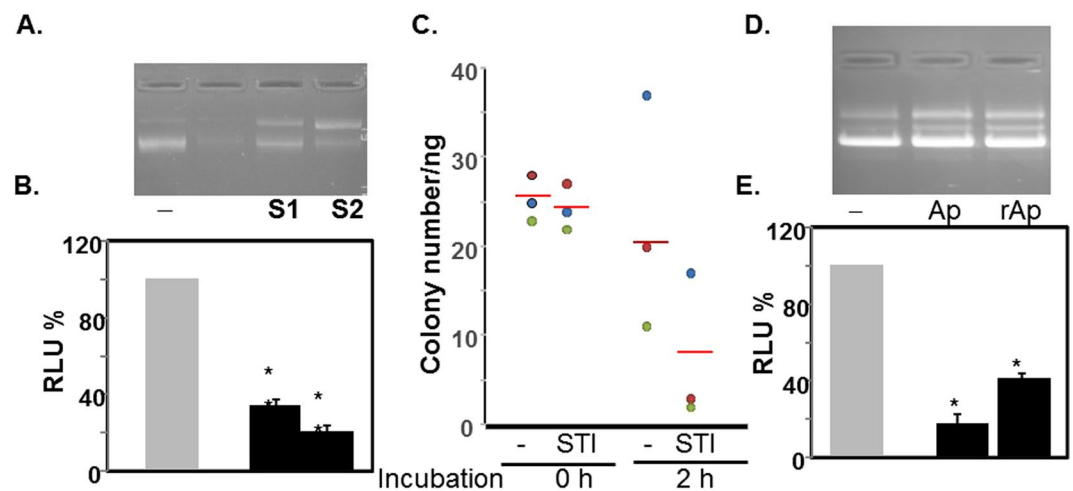 A.
– S1 S2
B.
120
80
40
0
RLU %
* *
* *
C.
Colony number/ng
40
30
20
10
0
- STI - STI
Incubation 0 h 2 h
D.
– Ap rAp
E.
120
80
40
0
RLU %
* *